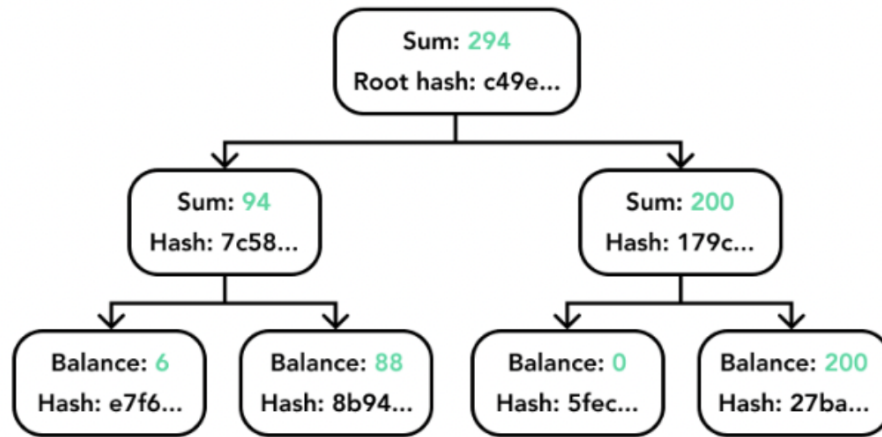 Sum: 294
Root hash: c49e...
Sum: 94
Hash: 7c58...
Sum: 200
Hash: 179c...
Balance: 6
Hash: e7f6...
Balance: 88
Hash: 8b94...
Balance: 0
Hash: 5fec...
Balance: 200
Hash: 27ba...